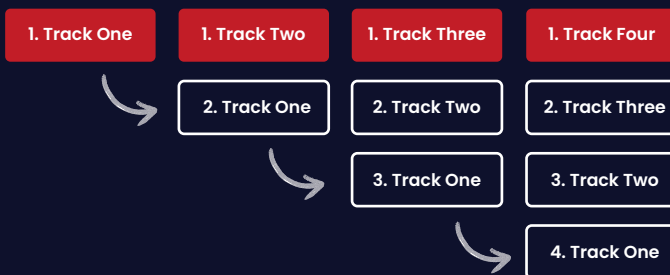 1. Track One
1. Track Two
1. Track Three
1. Track Four
2. Track One
2. Track Two
2. Track Three
3. Track One
3. Track Two
4. Track One